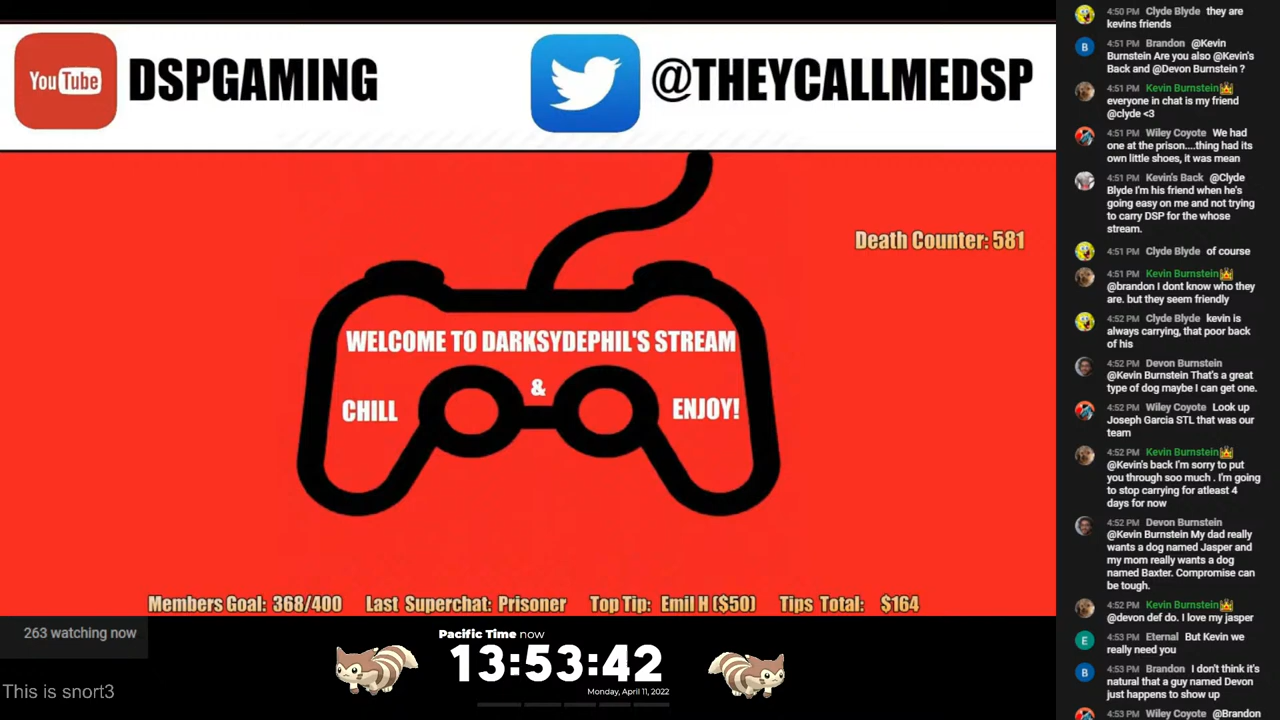 YouTube DSPGAMING
@THEYCALLMEDSP
Death Counter: 581
WELCOME TO DARKSYDEPHIL'S STREAM
&
CHILL
ENJOY!
Members Goal: 368/400 Last Superchat: Prisoner Top Tip: Emil H ($50) Tips Total: $164
263 watching now
Pacific Time now
13:53:42
Monday, April 11, 2022
This is snort3
4:50 PM Clyde Blyde they are
kevins friends
B 4:51 PM Brandon @Kevin
Burnstein Are you also @Kevin's
Back and @Devon Burnstein ?
4:51 PM Kevin Burnstein
everyone in chat is my friend
@clyde <3
4:51 PM Wiley Coyote We had
one at the prison....thing had its
own little shoes, it was mean
4:51 PM Kevin's Back @Clyde
Blyde I'm his friend when he's
going easy on me and not trying
to carry DSP for the whose
stream.
4:51 PM Clyde Blyde of course
4:51 PM Kevin Burnstein
@brandon I dont know who they
are. but they seem friendly
4:52 PM Clyde Blyde kevin is
always carrying, that poor back
of his
4:52 PM Devon Burnstein
@Kevin Burnstein That's a great
type of dog maybe I can get one.
4:52 PM Wiley Coyote Look up
Joseph Garcia STL that was our
team
4:52 PM Kevin Burnstein
@Kevin's back I'm sorry to put
you through soo much . I'm going
to stop carrying for atleast 4
days for now
4:52 PM Devon Burnstein
@Kevin Burnstein My dad really
wants a dog named Jasper and
my mom really wants a dog
named Baxter. Compromise can
be tough.
4:52 PM Kevin Burnstein
@devon def do. I love my jasper
E 4:53 PM Eternal But Kevin we
really need you
B 4:53 PM Brandon I don't think it's
natural that a guy named Devon
just happens to show up
4:53 PM Wiley Coyote @Brandon